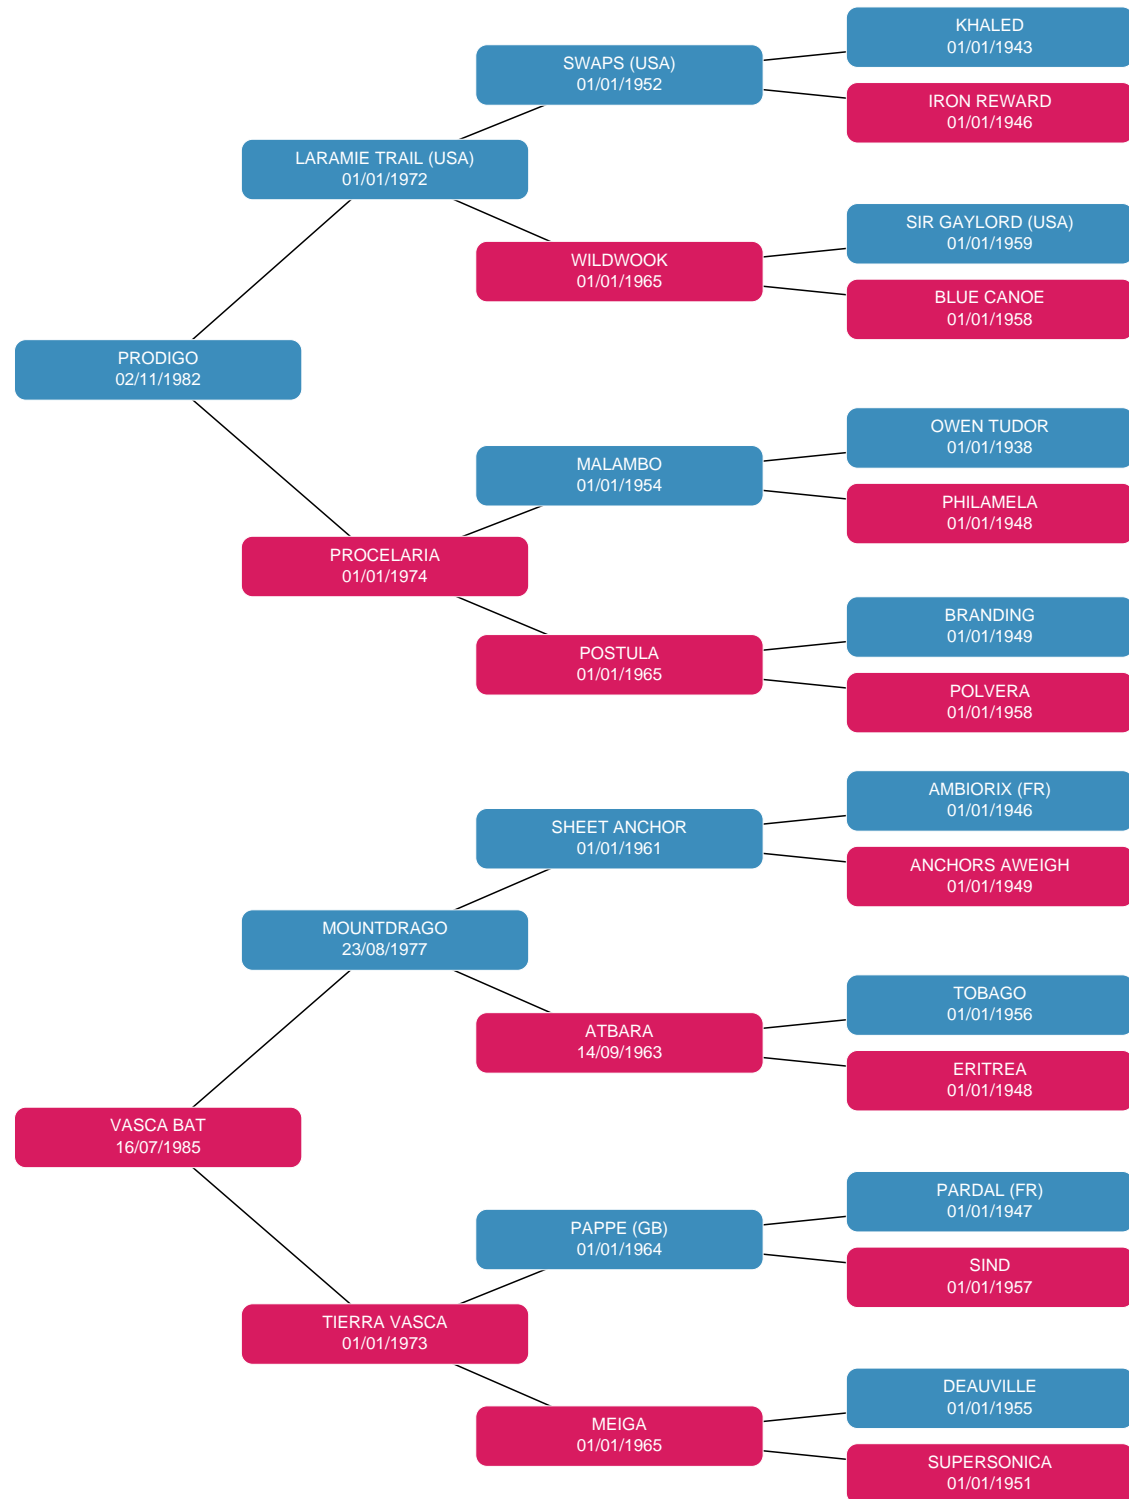 KHALED
01/01/1943
SWAPS (USA)
01/01/1952
IRON REWARD
01/01/1946
LARAMIE TRAIL (USA)
01/01/1972
SIR GAYLORD (USA)
01/01/1959
WILDWOOK
01/01/1965
BLUE CANOE
01/01/1958
PRODIGO
02/11/1982
OWEN TUDOR
01/01/1938
MALAMBO
01/01/1954
PHILAMELA
01/01/1948
PROCELARIA
01/01/1974
BRANDING
01/01/1949
POSTULA
01/01/1965
POLVERA
01/01/1958
AMBIORIX (FR)
01/01/1946
SHEET ANCHOR
01/01/1961
ANCHORS AWEIGH
01/01/1949
MOUNTDRAGO
23/08/1977
TOBAGO
01/01/1956
ATBARA
14/09/1963
ERITREA
01/01/1948
VASCA BAT
16/07/1985
PARDAL (FR)
01/01/1947
PAPPE (GB)
01/01/1964
SIND
01/01/1957
TIERRA VASCA
01/01/1973
DEAUVILLE
01/01/1955
MEIGA
01/01/1965
SUPERSONICA
01/01/1951